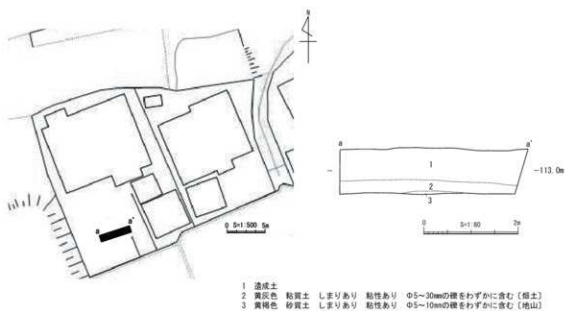 N
a a'
0 S=1:500 5m
a a'
1
2
3
-113.0m
0 S=1:60 2m
1 造成土
2 黄灰色 粘質土 しまりあり 粘性あり Φ5～30mmの礫をわずかに含む〔畑土〕
3 黄褐色 砂質土 しまりあり 粘性あり Φ5～10mmの礫をわずかに含む〔地山〕